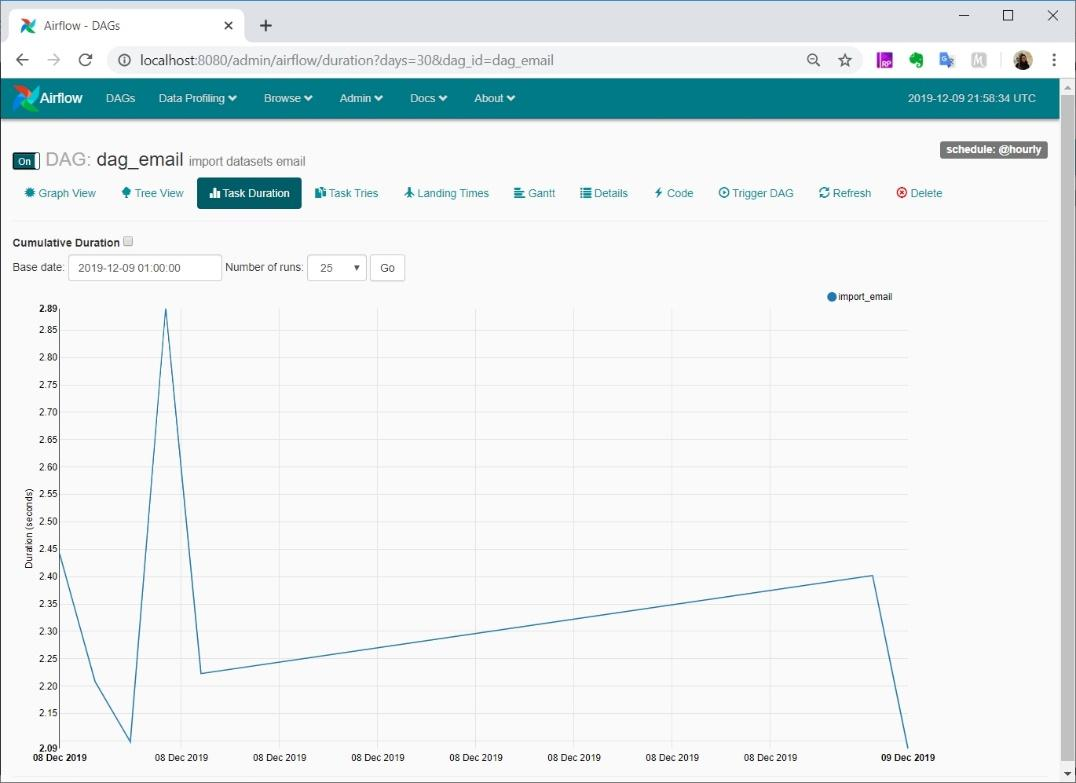 Airflow - DAGs
localhost:8080/admin/airflow/duration?days=30&dag_id=dag_email
Airflow DAGs Data Profiling Browse Admin Docs About 2019-12-09 21:58:34 UTC
On DAG: dag_email import datasets email schedule: @hourly
Graph View Tree View Task Duration Task Tries Landing Times Gantt Details Code Trigger DAG Refresh Delete
Cumulative Duration
Base date: 2019-12-09 01:00:00 Number of runs: 25 Go
import_email
2.89
2.85
2.80
2.75
2.70
2.65
2.60
2.55
2.50
2.45
2.40
2.35
2.30
2.25
2.20
2.15
2.09
Duration (seconds)
08 Dec 2019 08 Dec 2019 08 Dec 2019 08 Dec 2019 08 Dec 2019 08 Dec 2019 08 Dec 2019 08 Dec 2019 09 Dec 2019